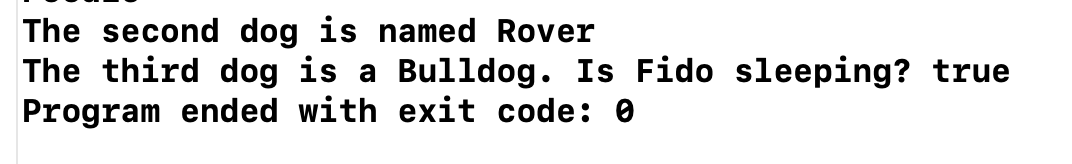 The second dog is named Rover
The third dog is a Bulldog. Is Fido sleeping? true
Program ended with exit code: 0